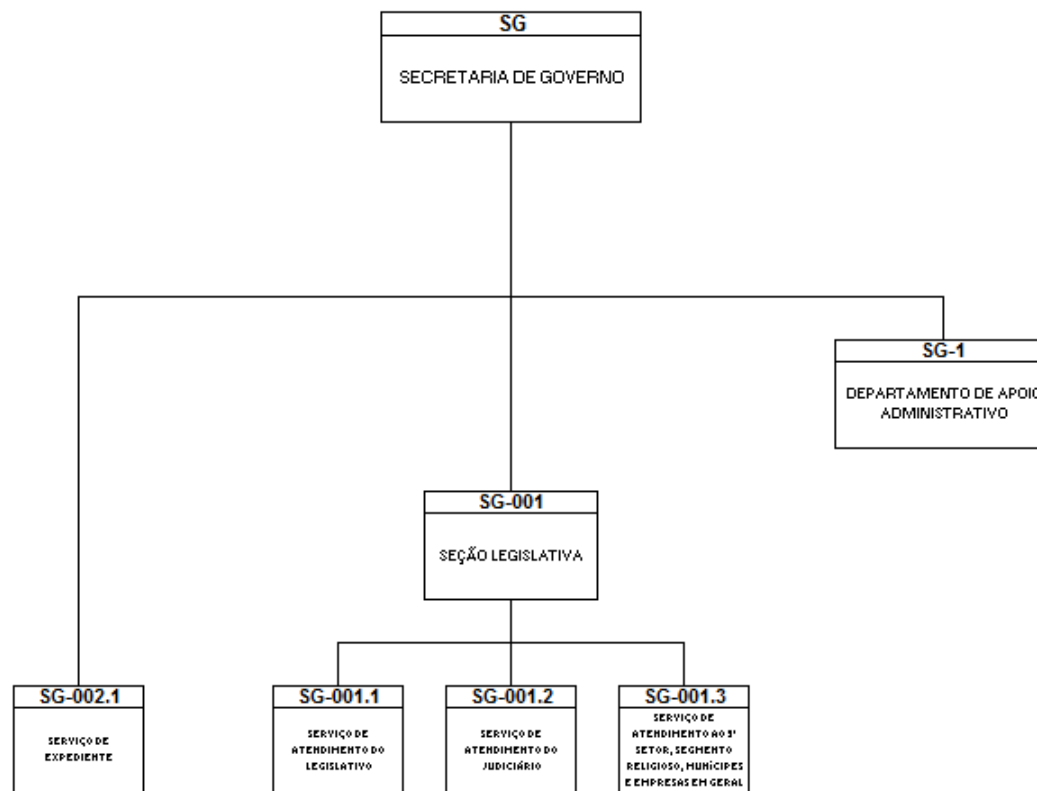 SG
SECRETARIA DE GOVERNO
SG-1
DEPARTAMENTO DE APOIO
ADMINISTRATIVO
SG-001
SEÇÃO LEGISLATIVA
SG-002.1
SERVIÇO DE
EXPEDIENTE
SG-001.1
SERVIÇO DE
ATENDIMENTO DO
LEGISLATIVO
SG-001.2
SERVIÇO DE
ATENDIMENTO DO
JUDICIÁRIO
SG-001.3
SERVIÇO DE
ATENDIMENTO AO 3º
SETOR, SEGMENTO
RELIGIOSO, MUNÍCIPES
E EMPRESAS EM GERAL